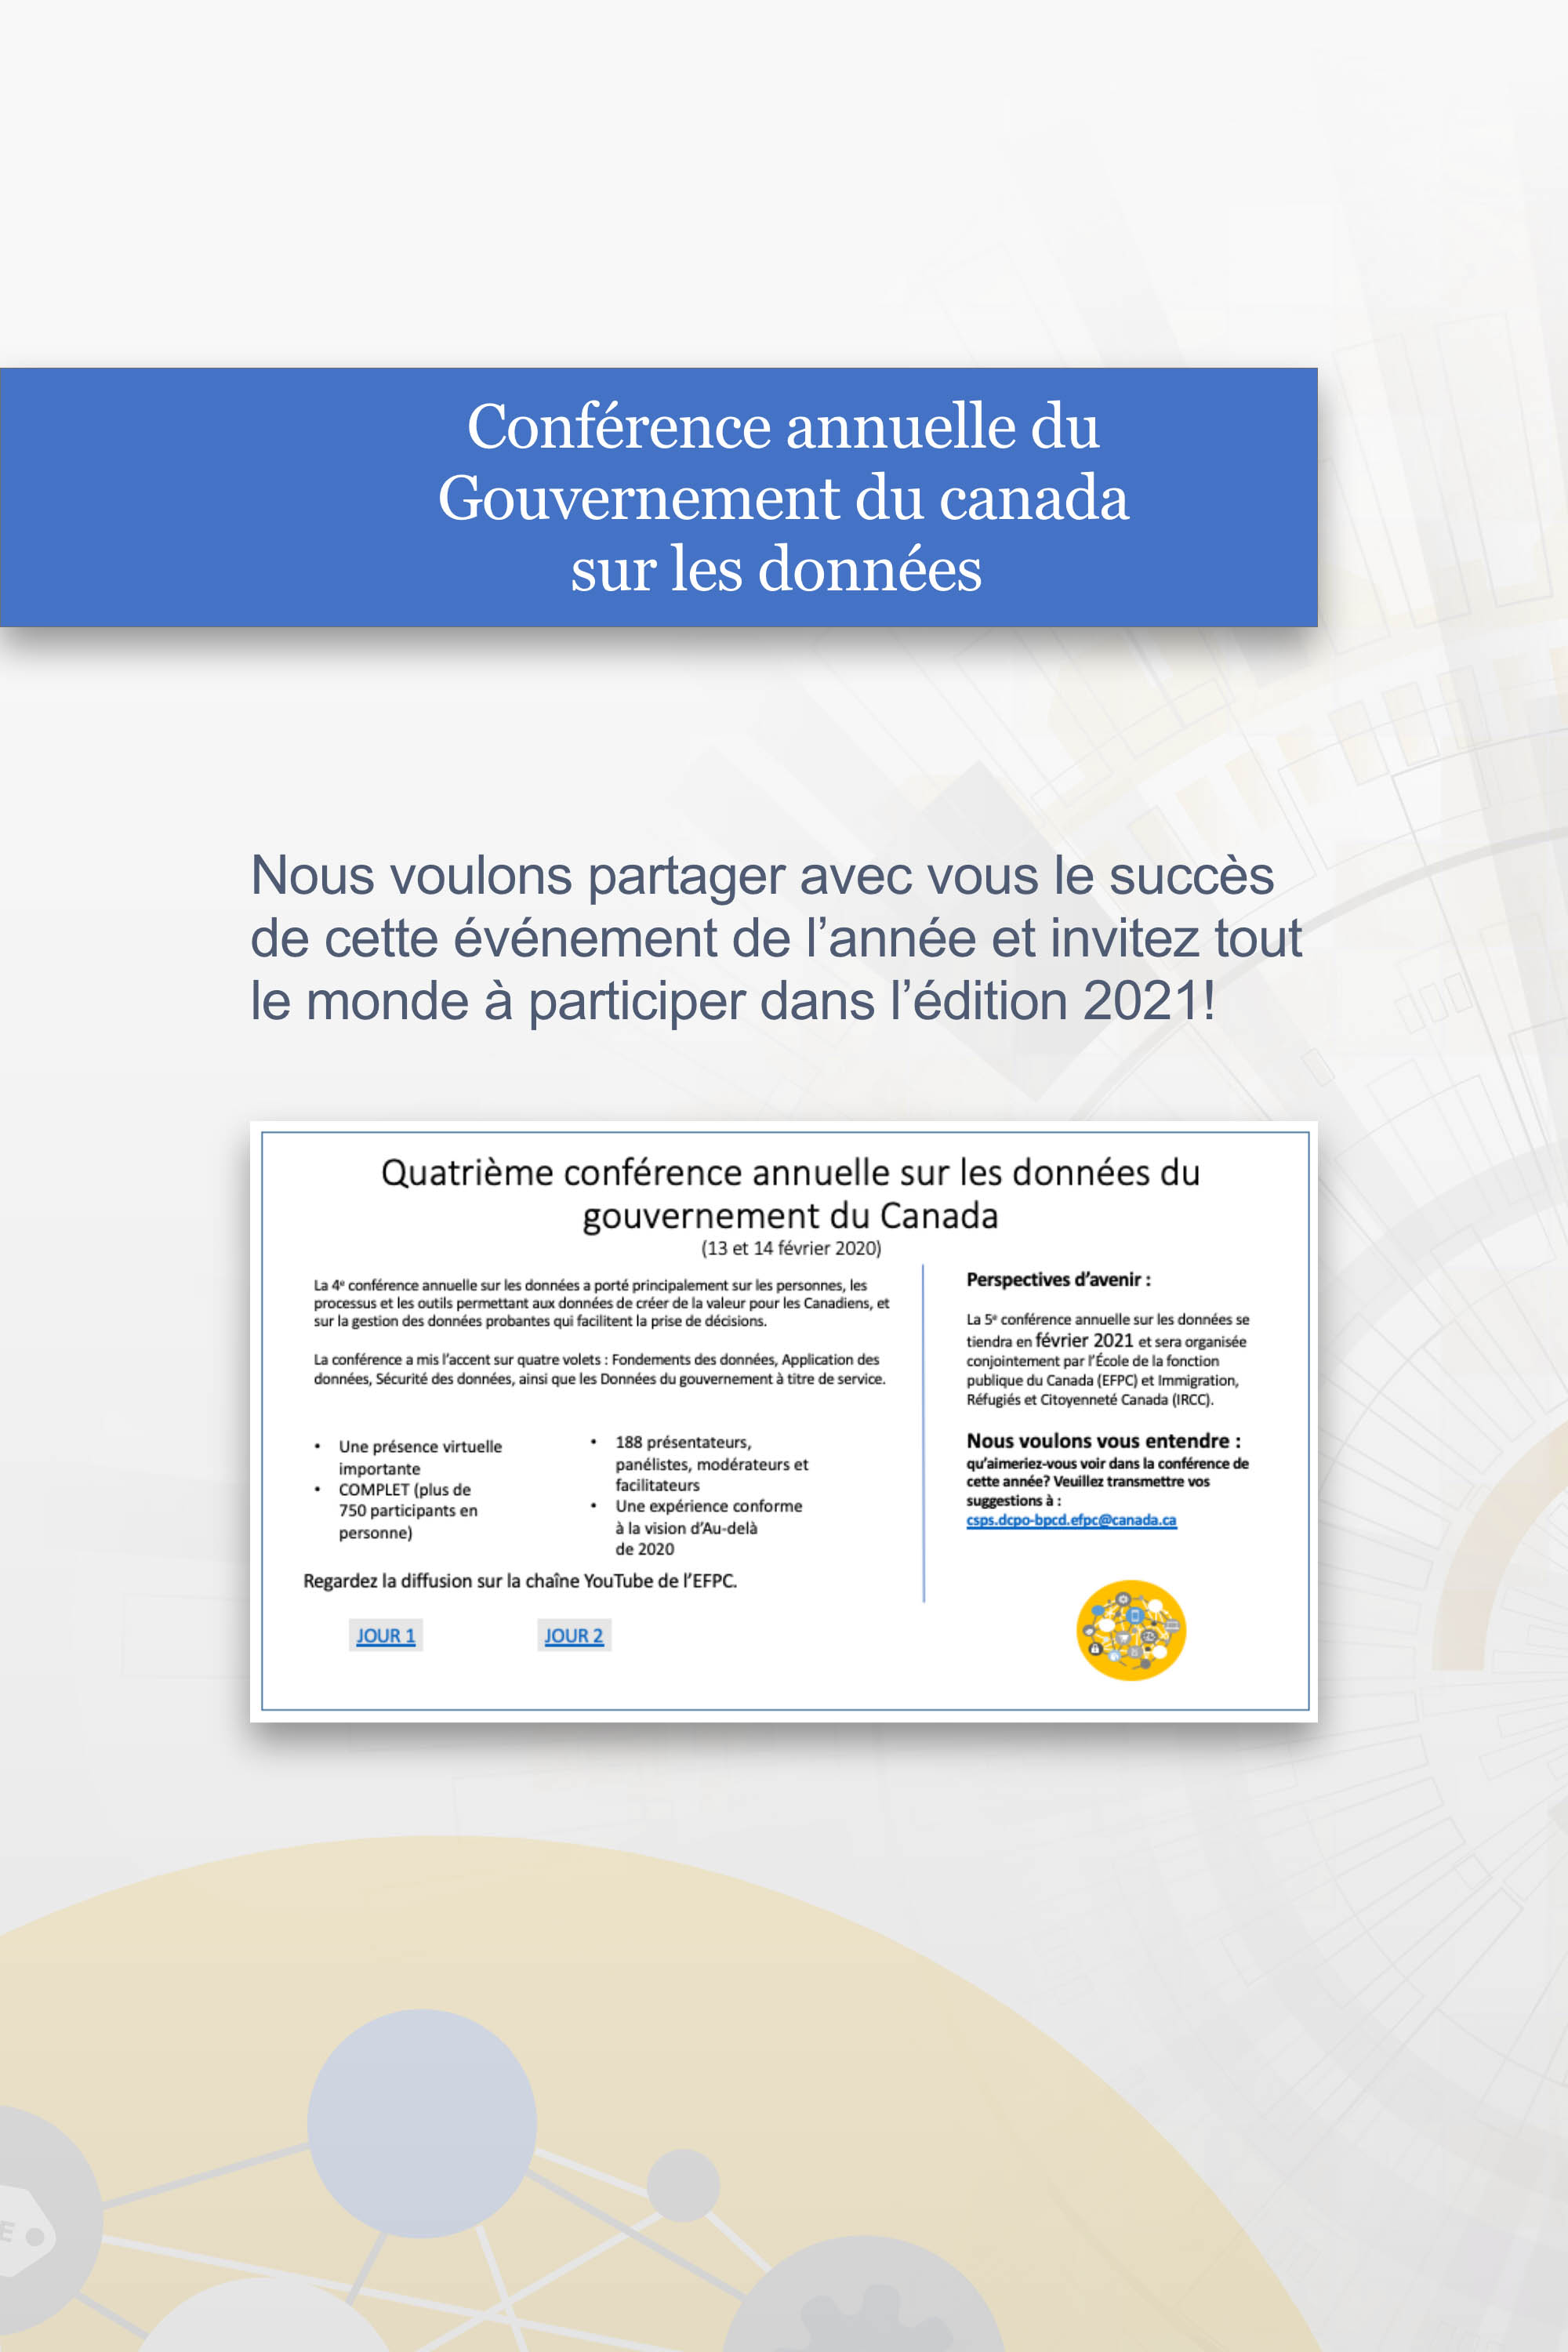 Conférence annuelle du
Gouvernement du canada
sur les données
Nous voulons partager avec vous le succès
de cette événement de l’année et invitez tout
le monde à participer dans l’édition 2021!
Quatrième conférence annuelle sur les données du
gouvernement du Canada
(13 et 14 février 2020)
La 4e conférence annuelle sur les données a porté principalement sur les personnes, les
processus et les outils permettant aux données de créer de la valeur pour les Canadiens, et
sur la gestion des données probantes qui facilitent la prise de décisions.
La conférence a mis l’accent sur quatre volets : Fondements des données, Application des
données, Sécurité des données, ainsi que les Données du gouvernement à titre de service.
• Une présence virtuelle
importante
• COMPLET (plus de
750 participants en
personne)
• 188 présentateurs,
panélistes, modérateurs et
facilitateurs
• Une expérience conforme
à la vision d’Au-delà
de 2020
Regardez la diffusion sur la chaîne YouTube de l’EFPC.
JOUR 1
JOUR 2
Perspectives d’avenir :
La 5e conférence annuelle sur les données se
tiendra en février 2021 et sera organisée
conjointement par l’École de la fonction
publique du Canada (EFPC) et Immigration,
Réfugiés et Citoyenneté Canada (IRCC).
Nous voulons vous entendre :
qu’aimeriez-vous voir dans la conférence de
cette année? Veuillez transmettre vos
suggestions à :
csps.dcpo-bpcd.efpc@canada.ca
E